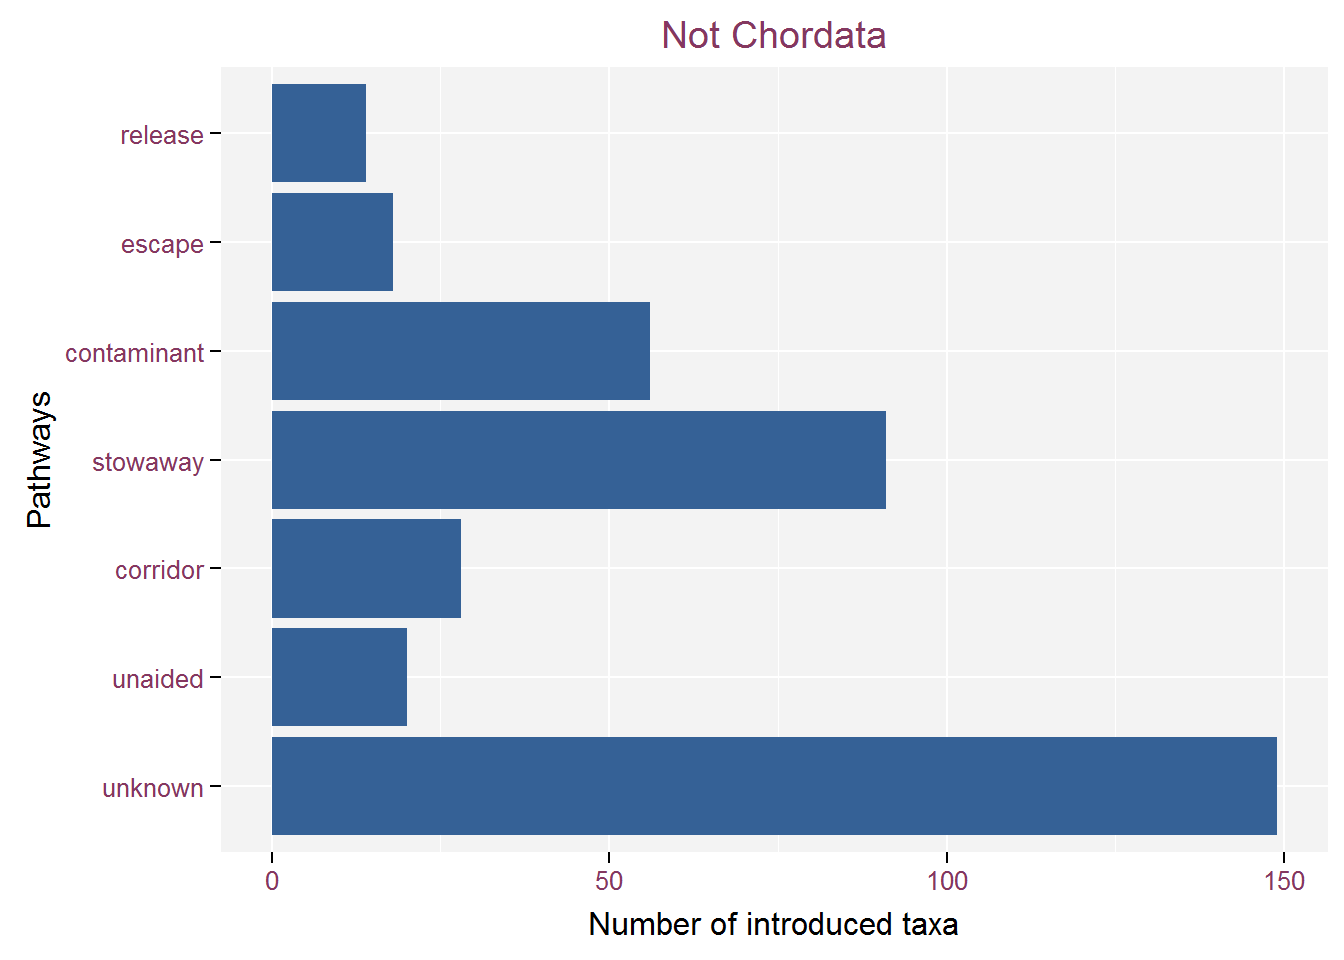 Not Chordata
release
escape
contaminant
stowaway
corridor
unaided
unknown
Pathways
0 50 100 150
Number of introduced taxa